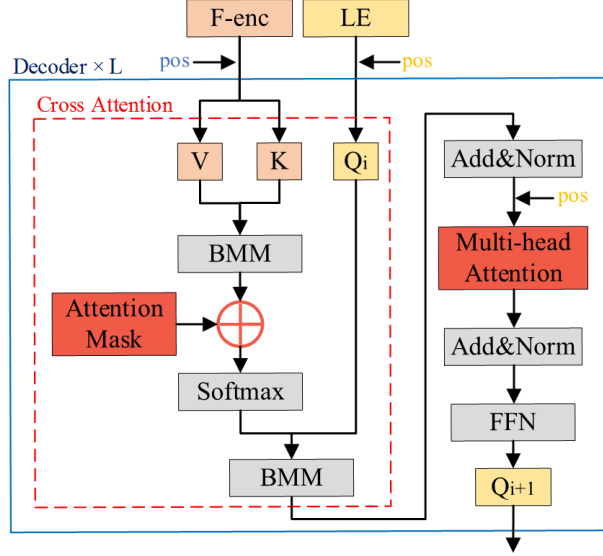 F-enc
LE
pos
pos
Decoder × L
Cross Attention
V
K
Qi
BMM
Attention
Mask
Softmax
BMM
Add&Norm
pos
Multi-head
Attention
Add&Norm
FFN
Qi+1